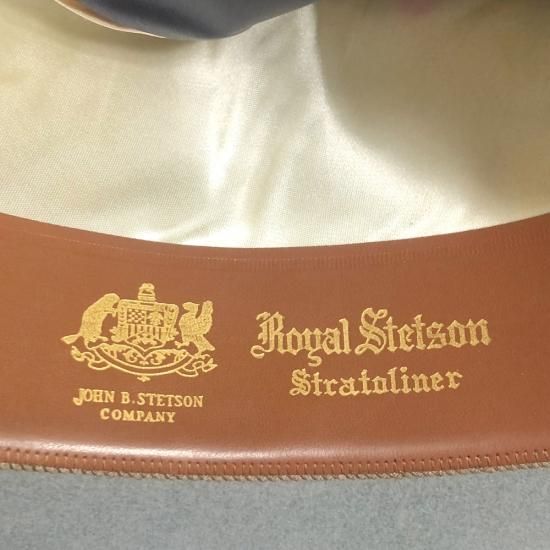 JOHN B. STETSON
COMPANY
Royal Stetson
Stratoliner